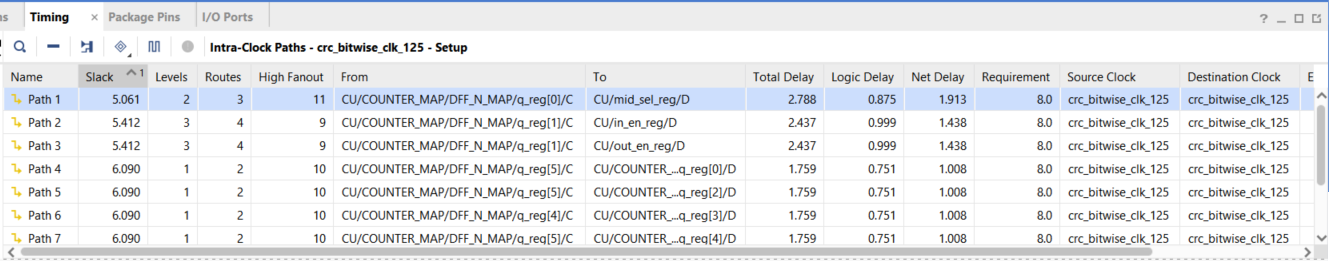 ns Timing × Package Pins I/O Ports
? _
Intra-Clock Paths - crc_bitwise_clk_125 - Setup
Name Slack 1 Levels Routes High Fanout From To Total Delay Logic Delay Net Delay Requirement Source Clock Destination Clock E
Path 1 5.061 2 3 11 CU/COUNTER_MAP/DFF_N_MAP/q_reg[0]/C CU/mid_sel_reg/D 2.788 0.875 1.913 8.0 crc_bitwise_clk_125 crc_bitwise_clk_125
Path 2 5.412 3 4 9 CU/COUNTER_MAP/DFF_N_MAP/q_reg[1]/C CU/in_en_reg/D 2.437 0.999 1.438 8.0 crc_bitwise_clk_125 crc_bitwise_clk_125
Path 3 5.412 3 4 9 CU/COUNTER_MAP/DFF_N_MAP/q_reg[1]/C CU/out_en_reg/D 2.437 0.999 1.438 8.0 crc_bitwise_clk_125 crc_bitwise_clk_125
Path 4 6.090 1 2 10 CU/COUNTER_MAP/DFF_N_MAP/q_reg[5]/C CU/COUNTER_...q_reg[0]/D 1.759 0.751 1.008 8.0 crc_bitwise_clk_125 crc_bitwise_clk_125
Path 5 6.090 1 2 10 CU/COUNTER_MAP/DFF_N_MAP/q_reg[5]/C CU/COUNTER_...q_reg[2]/D 1.759 0.751 1.008 8.0 crc_bitwise_clk_125 crc_bitwise_clk_125
Path 6 6.090 1 2 10 CU/COUNTER_MAP/DFF_N_MAP/q_reg[4]/C CU/COUNTER_...q_reg[3]/D 1.759 0.751 1.008 8.0 crc_bitwise_clk_125 crc_bitwise_clk_125
Path 7 6.090 1 2 10 CU/COUNTER_MAP/DFF_N_MAP/q_reg[5]/C CU/COUNTER_...q_reg[4]/D 1.759 0.751 1.008 8.0 crc_bitwise_clk_125 crc_bitwise_clk_125